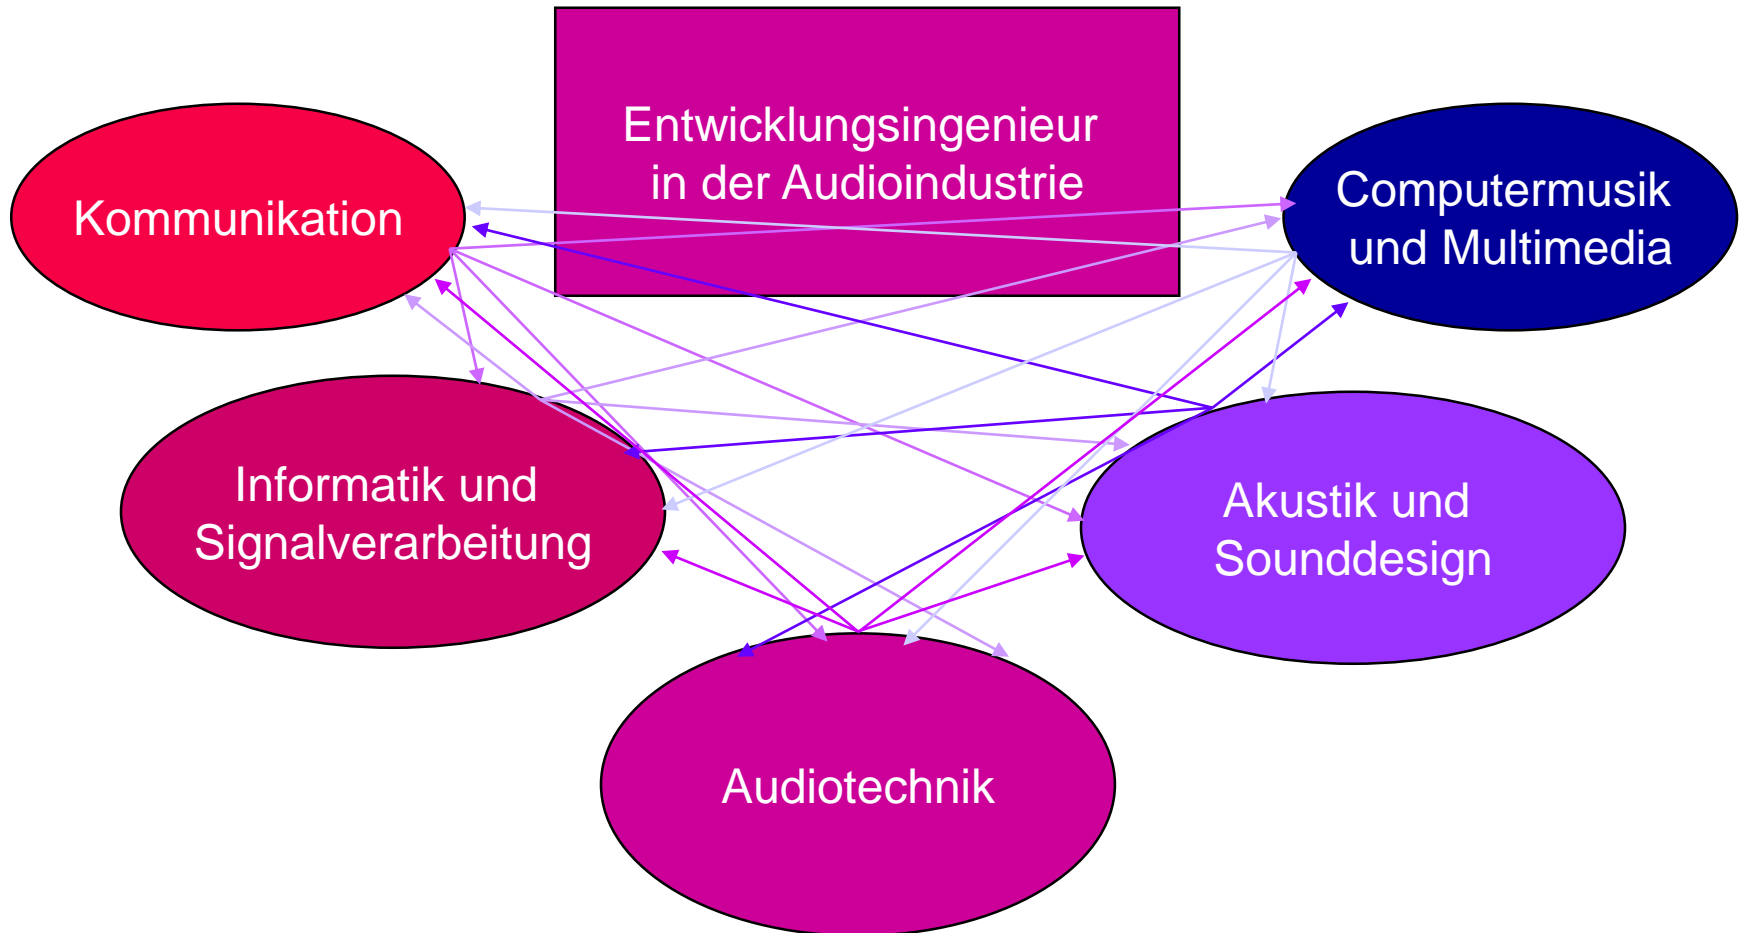 Entwicklungsingenieur
in der Audioindustrie
Kommunikation
Computermusik
und Multimedia
Informatik und
Signalverarbeitung
Akustik und
Sounddesign
Audiotechnik